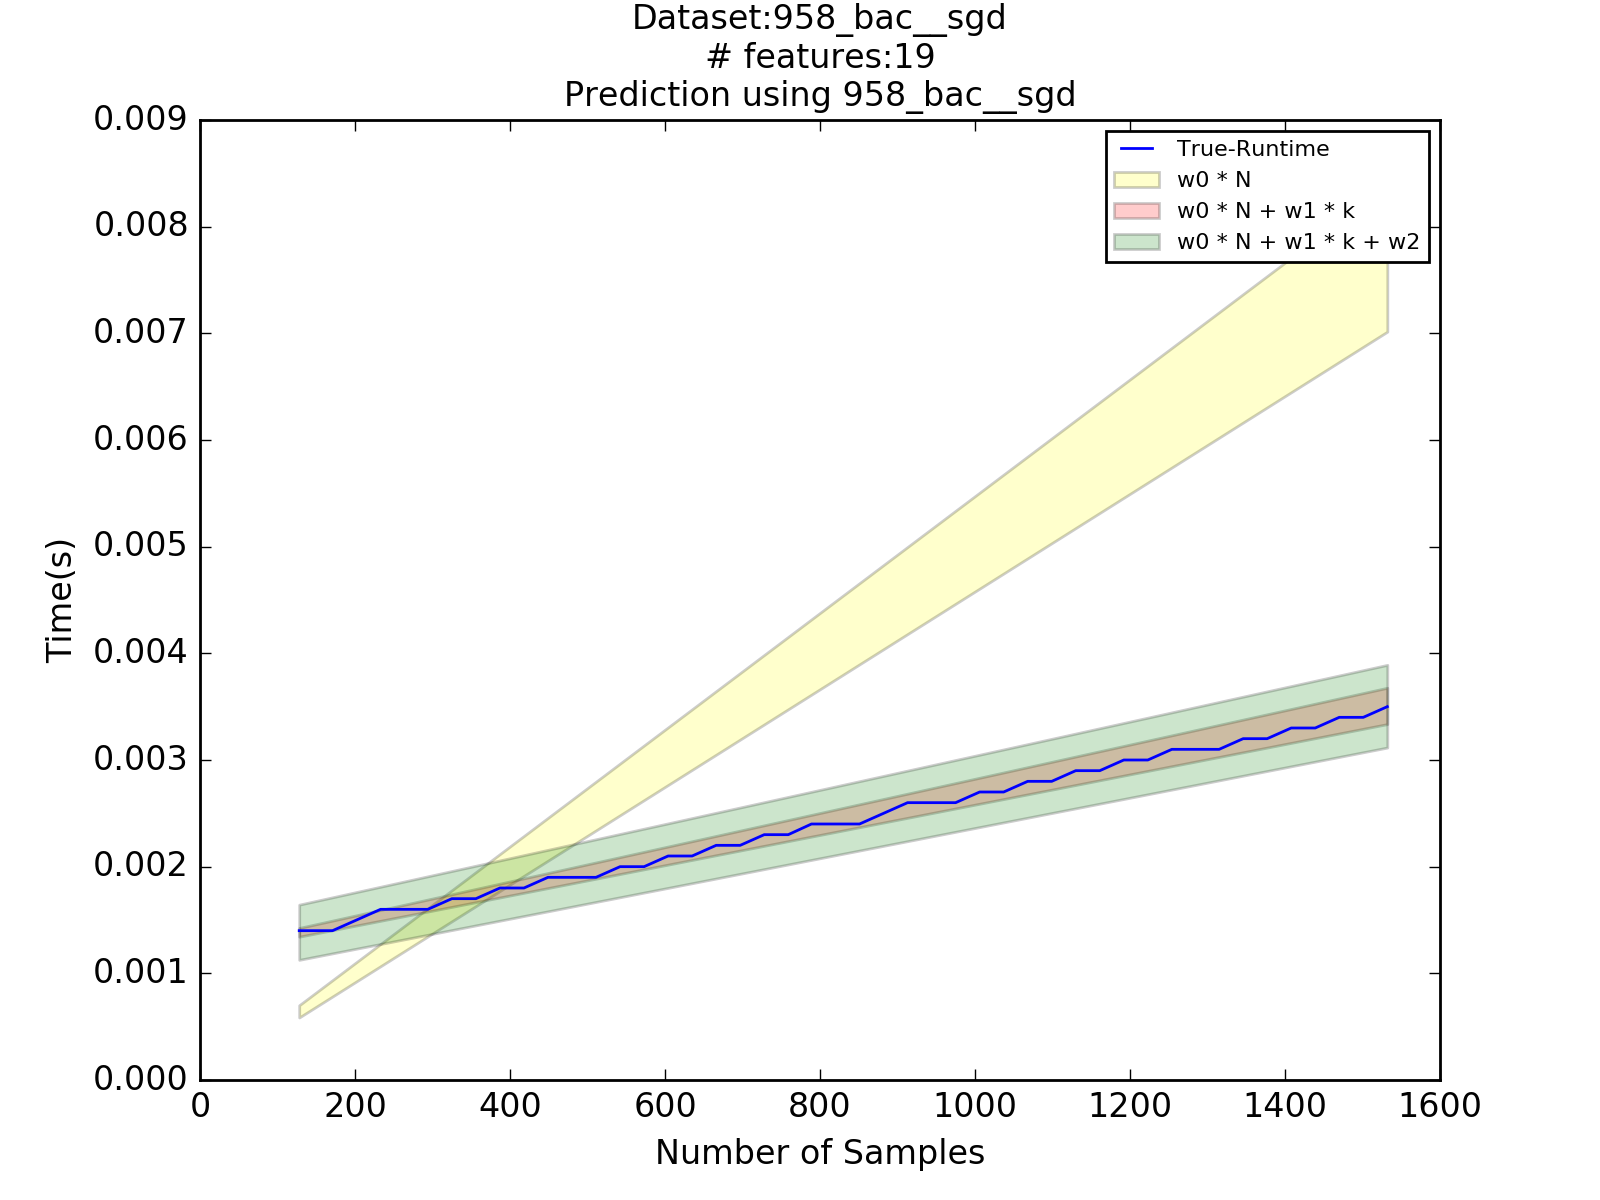 Dataset:958_bac__sgd
# features:19
Prediction using 958_bac__sgd
0.009
0.008
0.007
0.006
0.005
0.004
0.003
0.002
0.001
0.000
Time(s)
True-Runtime
w0 * N
w0 * N + w1 * k
w0 * N + w1 * k + w2
0 200 400 600 800 1000 1200 1400 1600
Number of Samples